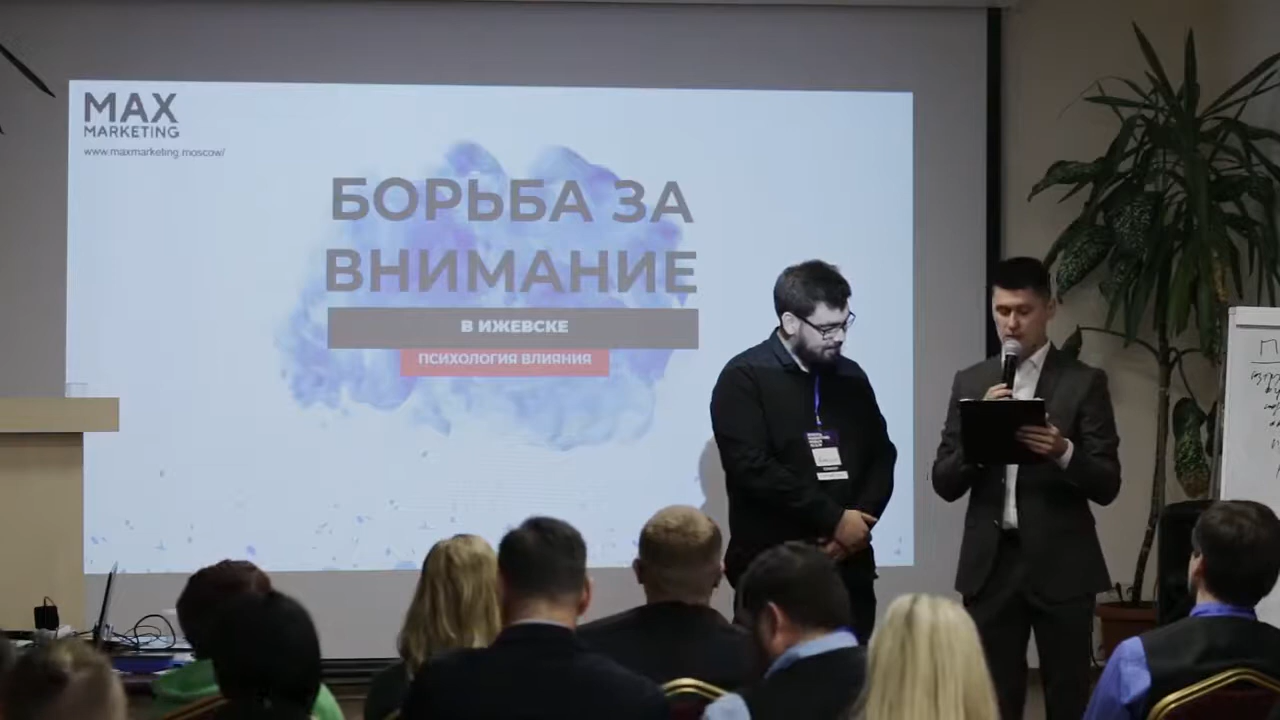 MAX
MARKETING
www.maxmarketing.moscow/
БОРЬБА ЗА
ВНИМАНИЕ
В ИЖЕВСКЕ
ПСИХОЛОГИЯ ВЛИЯНИЯ